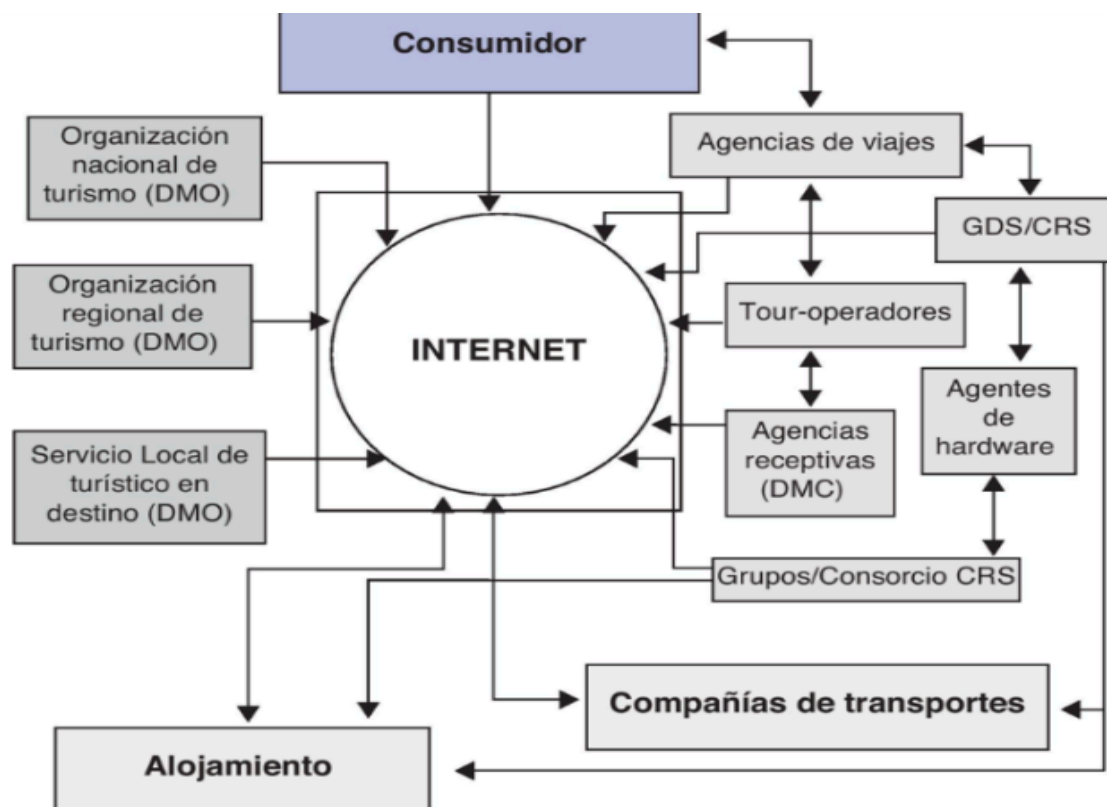 Consumidor
Organización
nacional de
turismo (DMO)
Agencias de viajes
GDS/CRS
Organización
regional de
turismo (DMO)
INTERNET
Tour-operadores
Agentes
de
hardware
Servicio Local de
turístico en
destino (DMO)
Agencias
receptivas
(DMC)
Grupos/Consorcio CRS
Compañías de transportes
Alojamiento